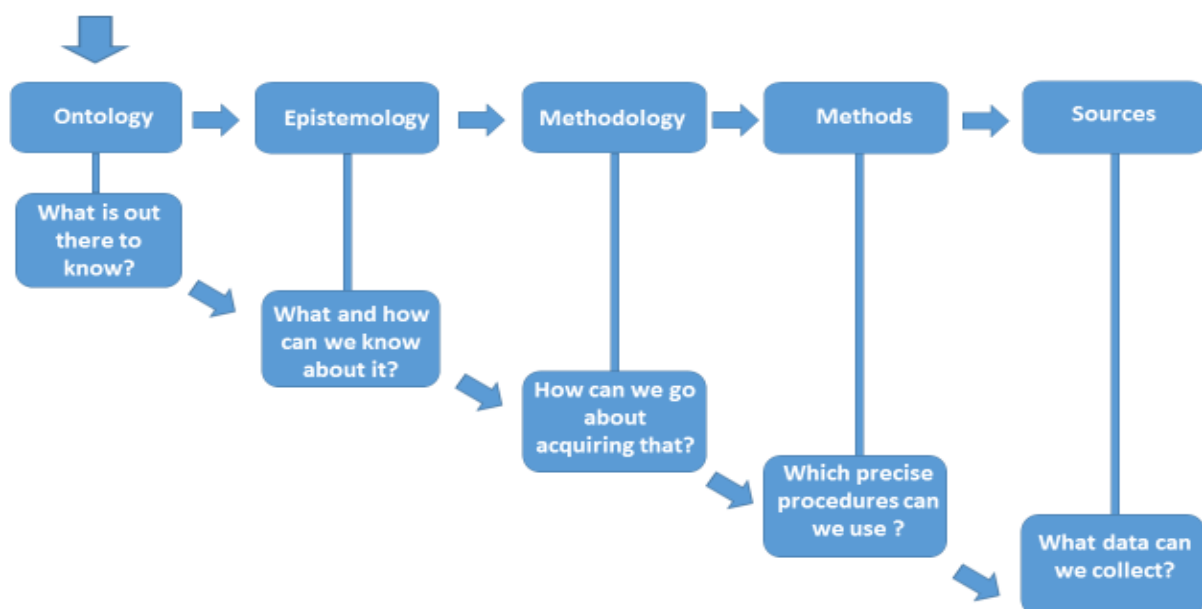 Ontology
Epistemology
Methodology
Methods
Sources
What is out
there to
know?
What and how
can we know
about it?
How can we go
about
acquiring that?
Which precise
procedures can
we use ?
What data can
we collect?